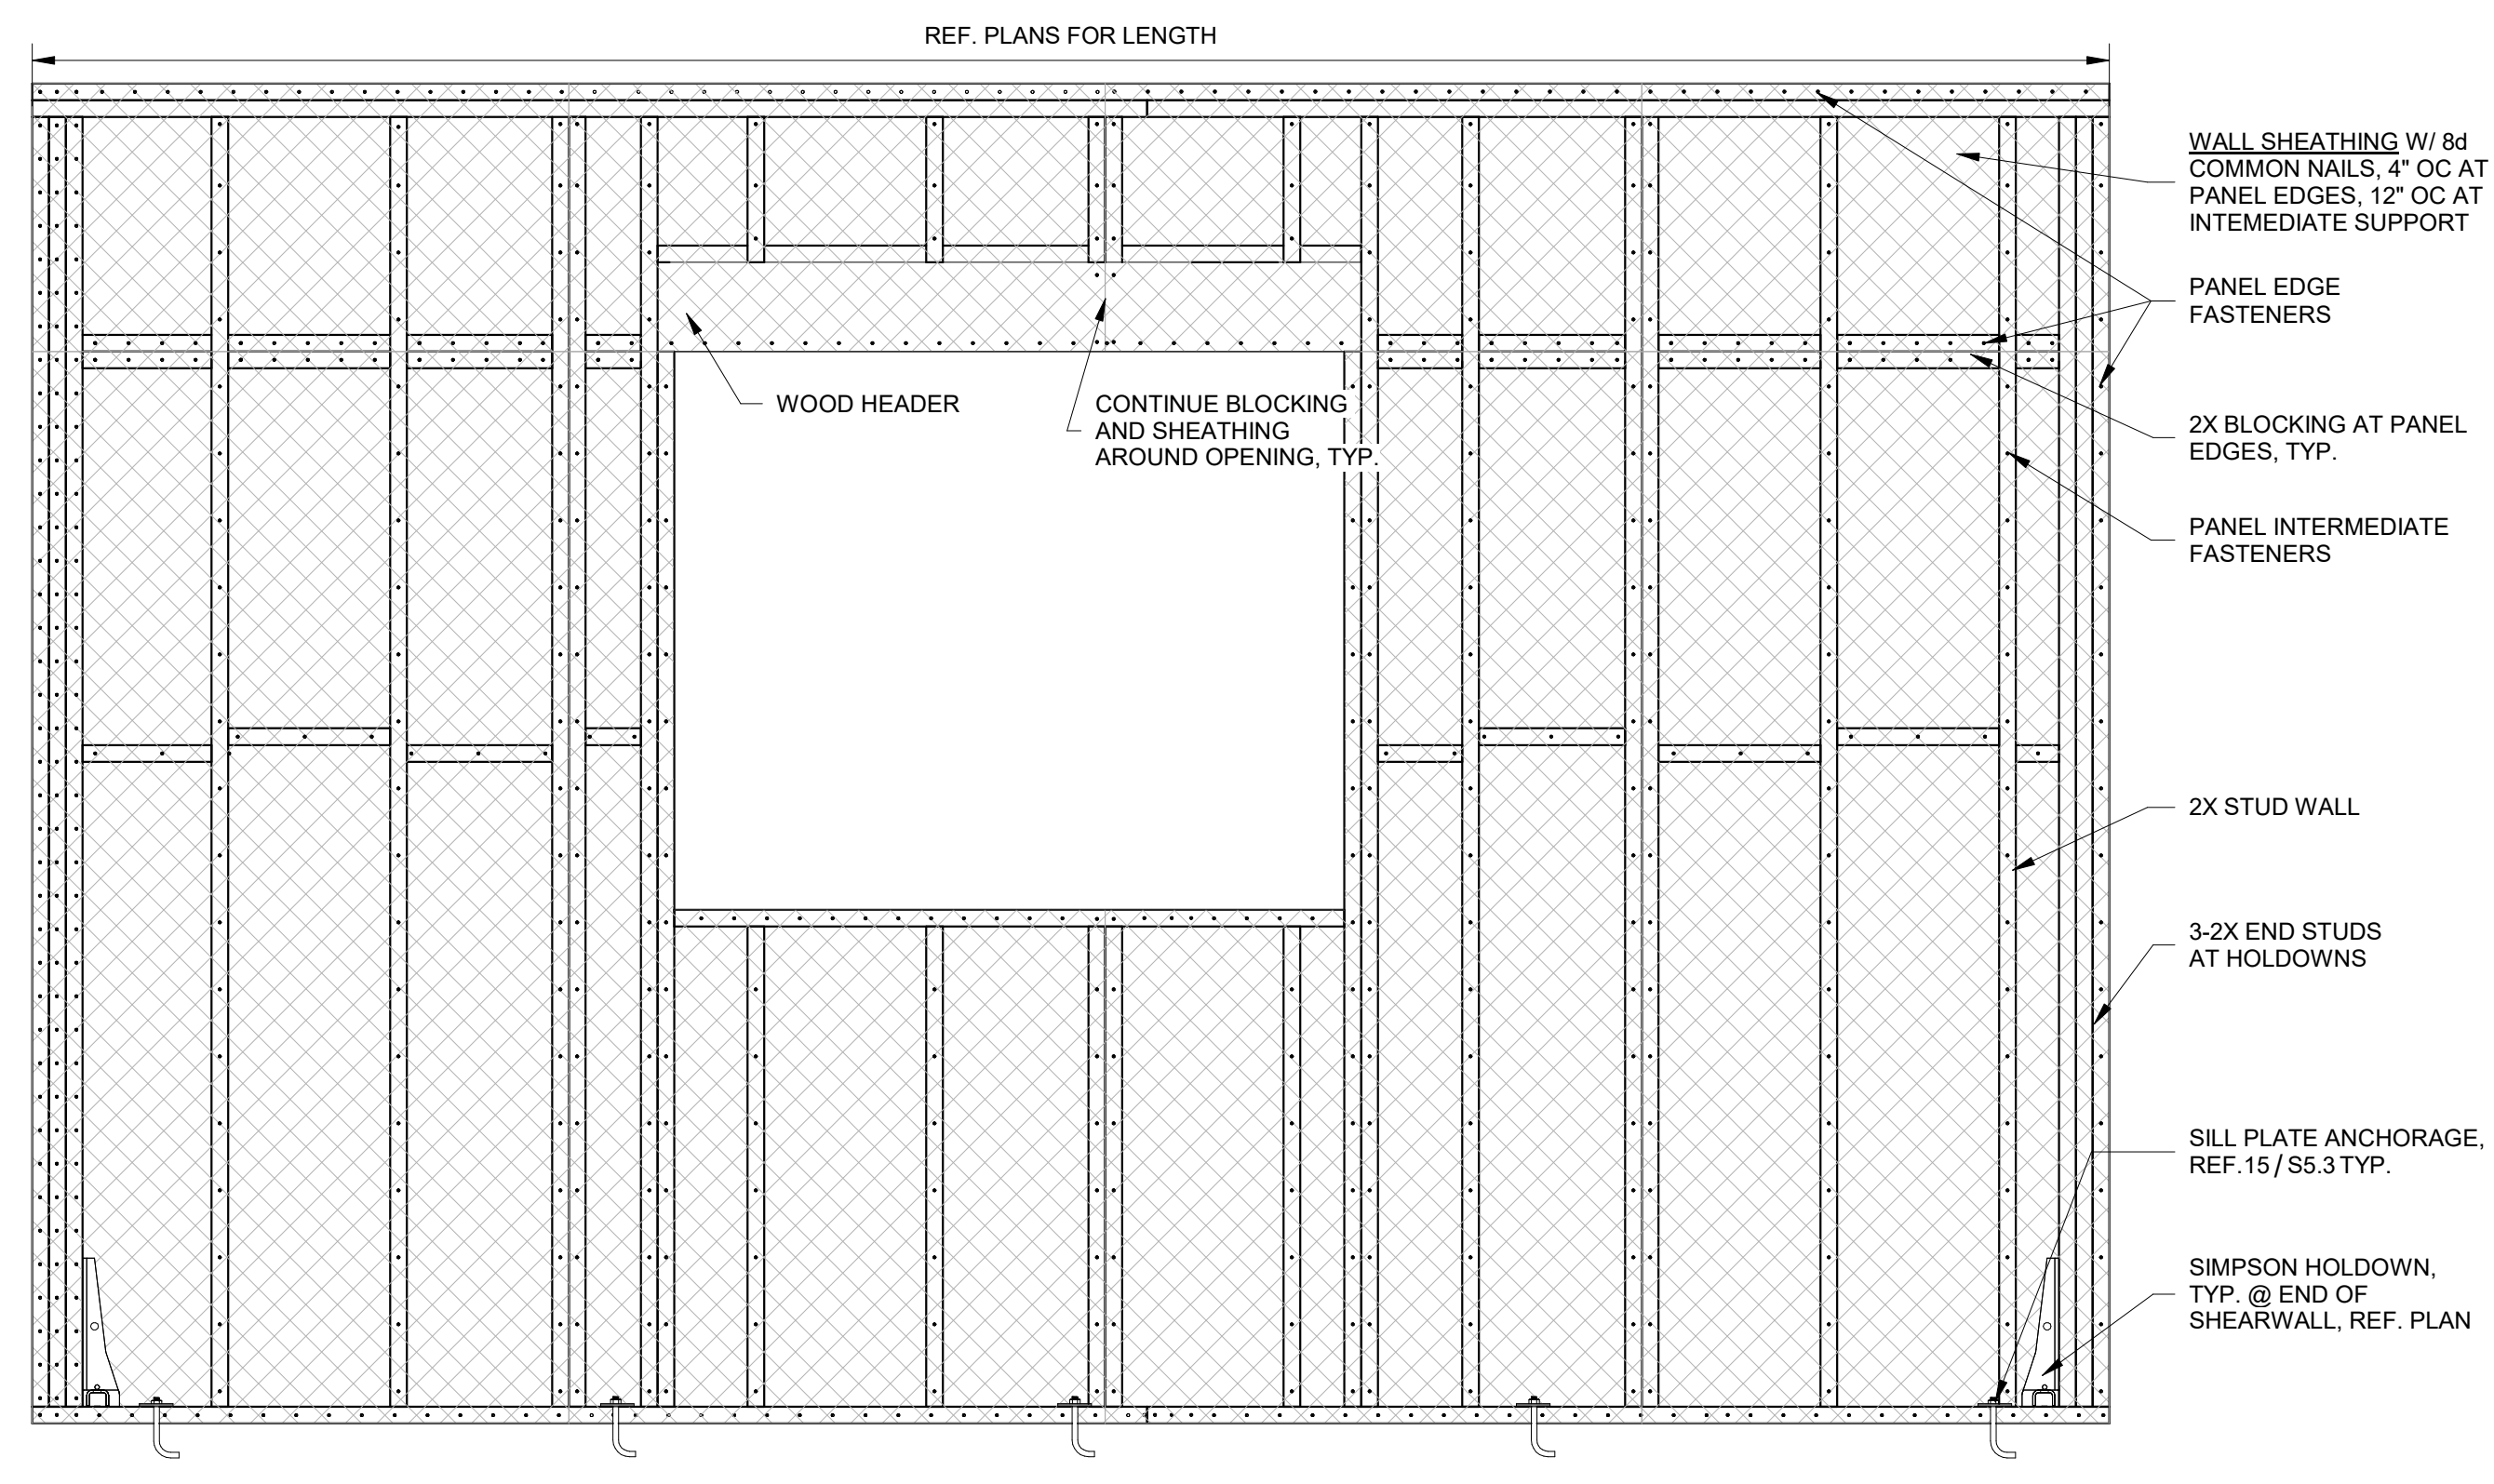 REF. PLANS FOR LENGTH
WALL SHEATHING W/ 8d
COMMON NAILS, 4" OC AT
PANEL EDGES, 12" OC AT
INTEMEDIATE SUPPORT
PANEL EDGE
FASTENERS
WOOD HEADER
CONTINUE BLOCKING
AND SHEATHING
AROUND OPENING, TYP.
2X BLOCKING AT PANEL
EDGES, TYP.
PANEL INTERMEDIATE
FASTENERS
2X STUD WALL
3-2X END STUDS
AT HOLDOWNS
SILL PLATE ANCHORAGE,
REF.15/S5.3 TYP.
SIMPSON HOLDOWN,
TYP. @ END OF
SHEARWALL, REF. PLAN